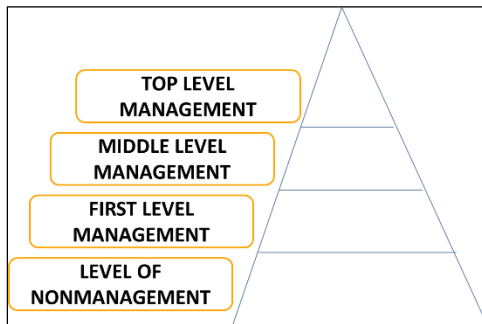 TOP LEVEL
MANAGEMENT
MIDDLE LEVEL
MANAGEMENT
FIRST LEVEL
MANAGEMENT
LEVEL OF
NONMANAGEMENT